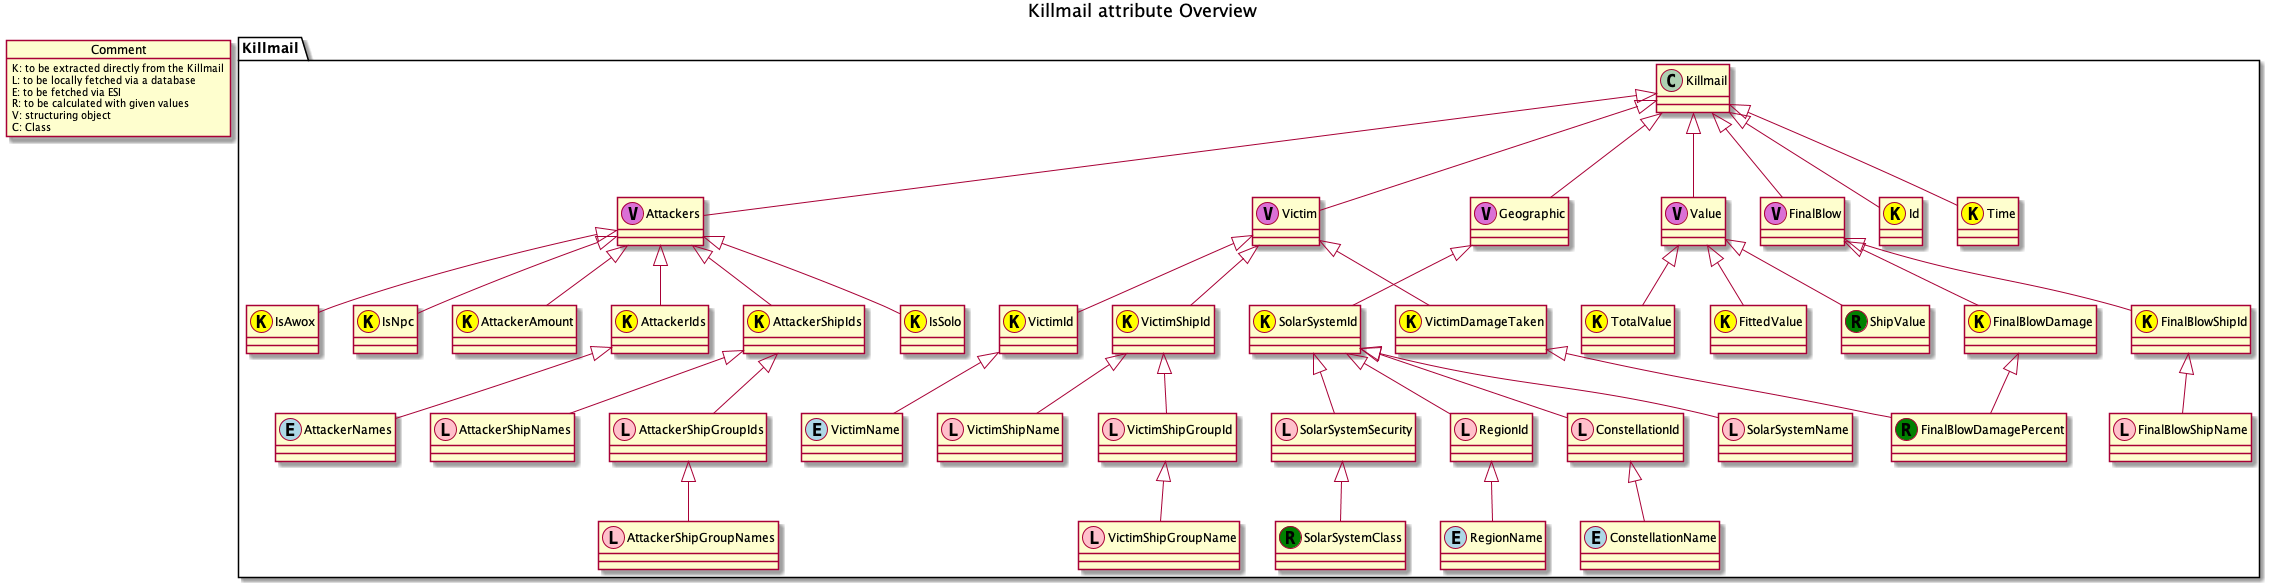 Killmail attribute Overview
Comment
K: to be extracted directly from the Killmail
L: to be locally fetched via a database
E: to be fetched via ESI
R: to be calculated with given values
V: structuring object
C: Class
Killmail
C Killmail
V Attackers
V Victim
V Geographic
V Value
V FinalBlow
K Id
K Time
K IsAwox
K IsNpc
K AttackerAmount
K AttackerIds
K AttackerShipIds
K IsSolo
K VictimId
K VictimShipId
K SolarSystemId
K VictimDamageTaken
K TotalValue
K FittedValue
R ShipValue
K FinalBlowDamage
K FinalBlowShipId
E AttackerNames
L AttackerShipNames
L AttackerShipGroupIds
E VictimName
L VictimShipName
L VictimShipGroupId
L SolarSystemSecurity
L RegionId
L ConstellationId
L SolarSystemName
R FinalBlowDamagePercent
L FinalBlowShipName
L AttackerShipGroupNames
L VictimShipGroupName
R SolarSystemClass
E RegionName
E ConstellationName